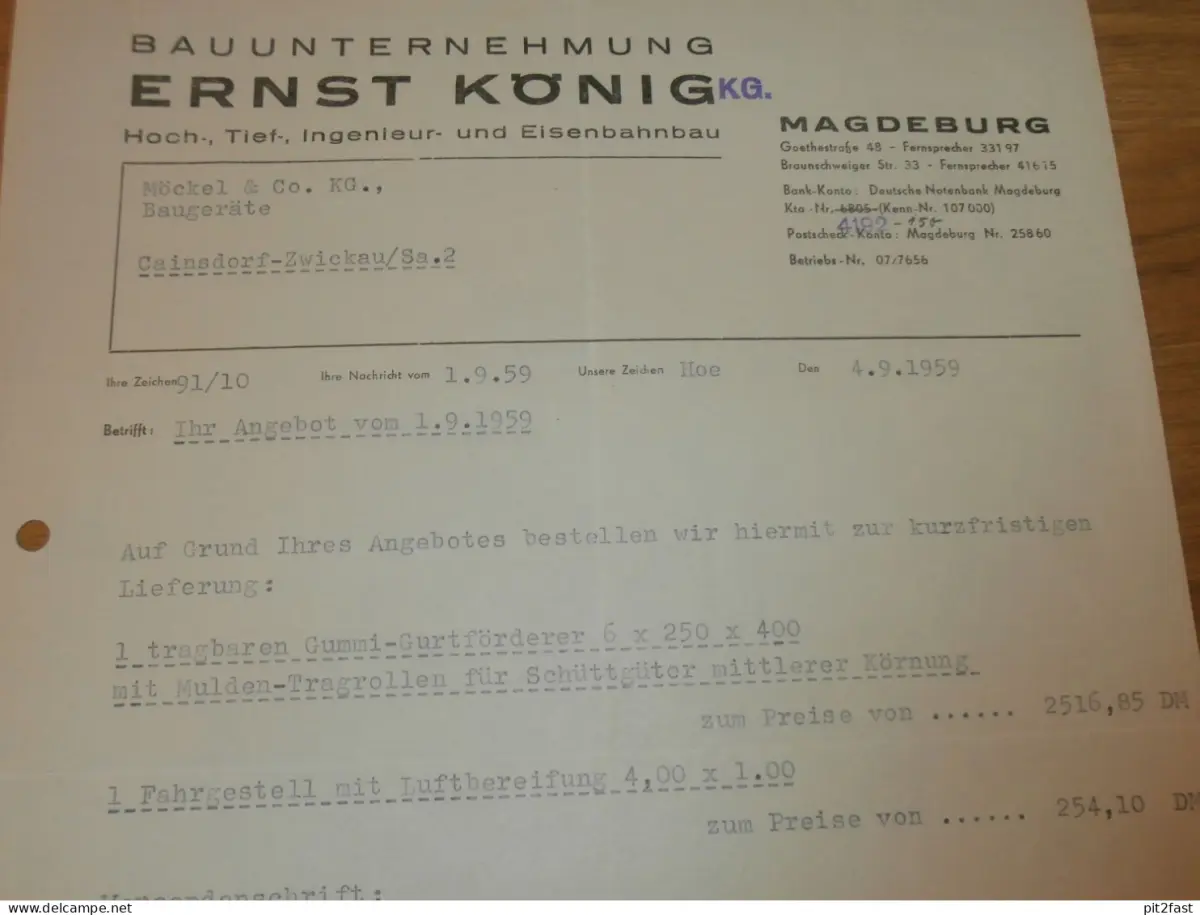 BAUUNTERNEHMUNG
ERNST KÖNIG KG.
Hoch-, Tief-, Ingenieur- und Eisenbahnbau
MAGDEBURG
Goethestraße 48 - Fernsprecher 33197
Braunschweiger Str. 33 - Fernsprecher 41615
Bank-Konto: Deutsche Notenbank Magdeburg
Kto.-Nr. 6805 (Kenn-Nr. 107000)
4192 - 154
Postscheck-Konto: Magdeburg Nr. 25860
Betriebs-Nr. 07/7656
Möckel & Co. KG.,
Baugeräte
Cainsdorf-Zwickau/Sa.2
Ihre Zeichen 91/10 Ihre Nachricht vom 1.9.59 Unsere Zeichen Hoe Den 4.9.1959
Betrifft: Ihr Angebot vom 1.9.1959
Auf Grund Ihres Angebotes bestellen wir hiermit zur kurzfristigen
Lieferung:
1 tragbaren Gummi-Gurtförderer 6 x 250 x 400
mit Mulden-Tragrollen für Schüttgüter mittlerer Körnung
zum Preise von ...... 2516,85 DM
1 Fahrgestell mit Luftbereifung 4,00 x 1.00
zum Preise von ...... 254,10 DM
Versandanschrift:
www.delcampe.net
pit2fast